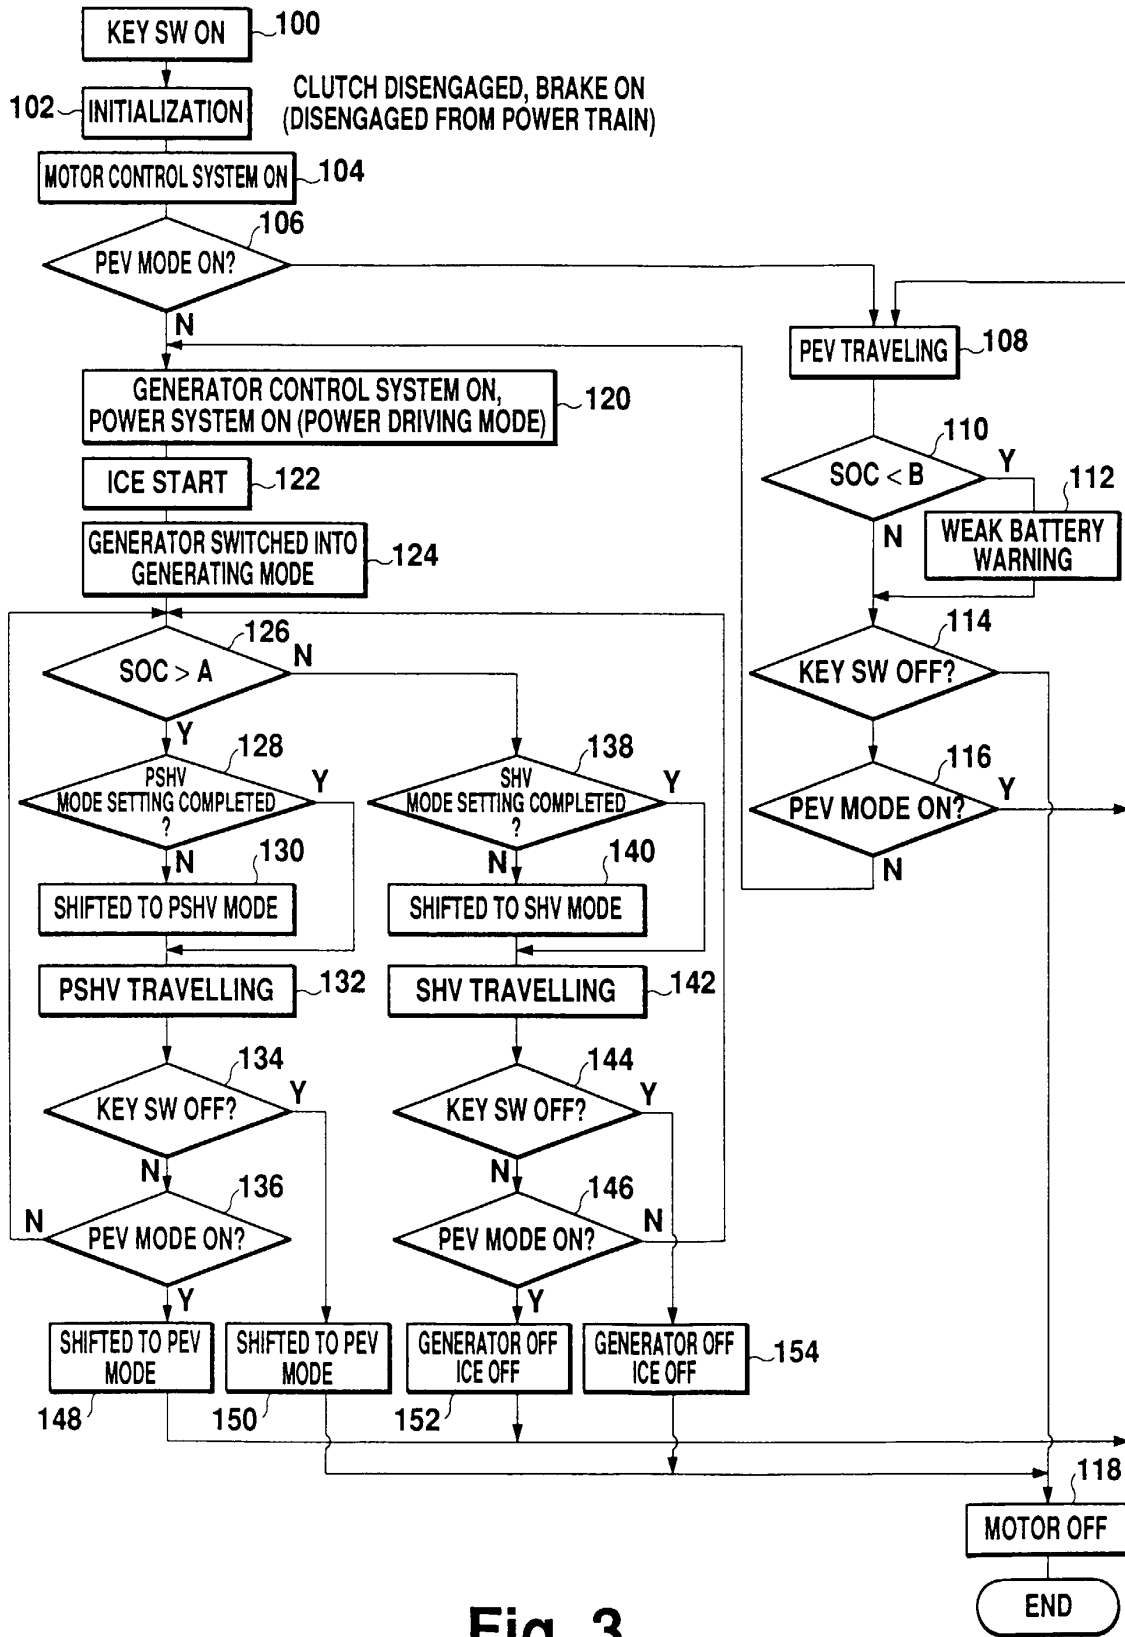 KEY SW ON
100
102
INITIALIZATION
CLUTCH DISENGAGED, BRAKE ON
(DISENGAGED FROM POWER TRAIN)
MOTOR CONTROL SYSTEM ON
104
106
PEV MODE ON?
N
PEV TRAVELING
108
GENERATOR CONTROL SYSTEM ON,
POWER SYSTEM ON (POWER DRIVING MODE)
120
110
SOC < B
Y
N
112
WEAK BATTERY
WARNING
ICE START
122
GENERATOR SWITCHED INTO
GENERATING MODE
124
126
SOC > A
N
Y
114
KEY SW OFF?
128
PSHV
MODE SETTING COMPLETED
?
Y
N
138
SHV
MODE SETTING COMPLETED
?
Y
N
116
PEV MODE ON?
Y
N
130
SHIFTED TO PSHV MODE
140
SHIFTED TO SHV MODE
PSHV TRAVELLING
132
SHV TRAVELLING
142
134
KEY SW OFF?
Y
N
144
KEY SW OFF?
Y
N
136
PEV MODE ON?
N
Y
146
PEV MODE ON?
N
Y
SHIFTED TO PEV
MODE
148
SHIFTED TO PEV
MODE
150
GENERATOR OFF
ICE OFF
152
GENERATOR OFF
ICE OFF
154
118
MOTOR OFF
END
Fig. 3